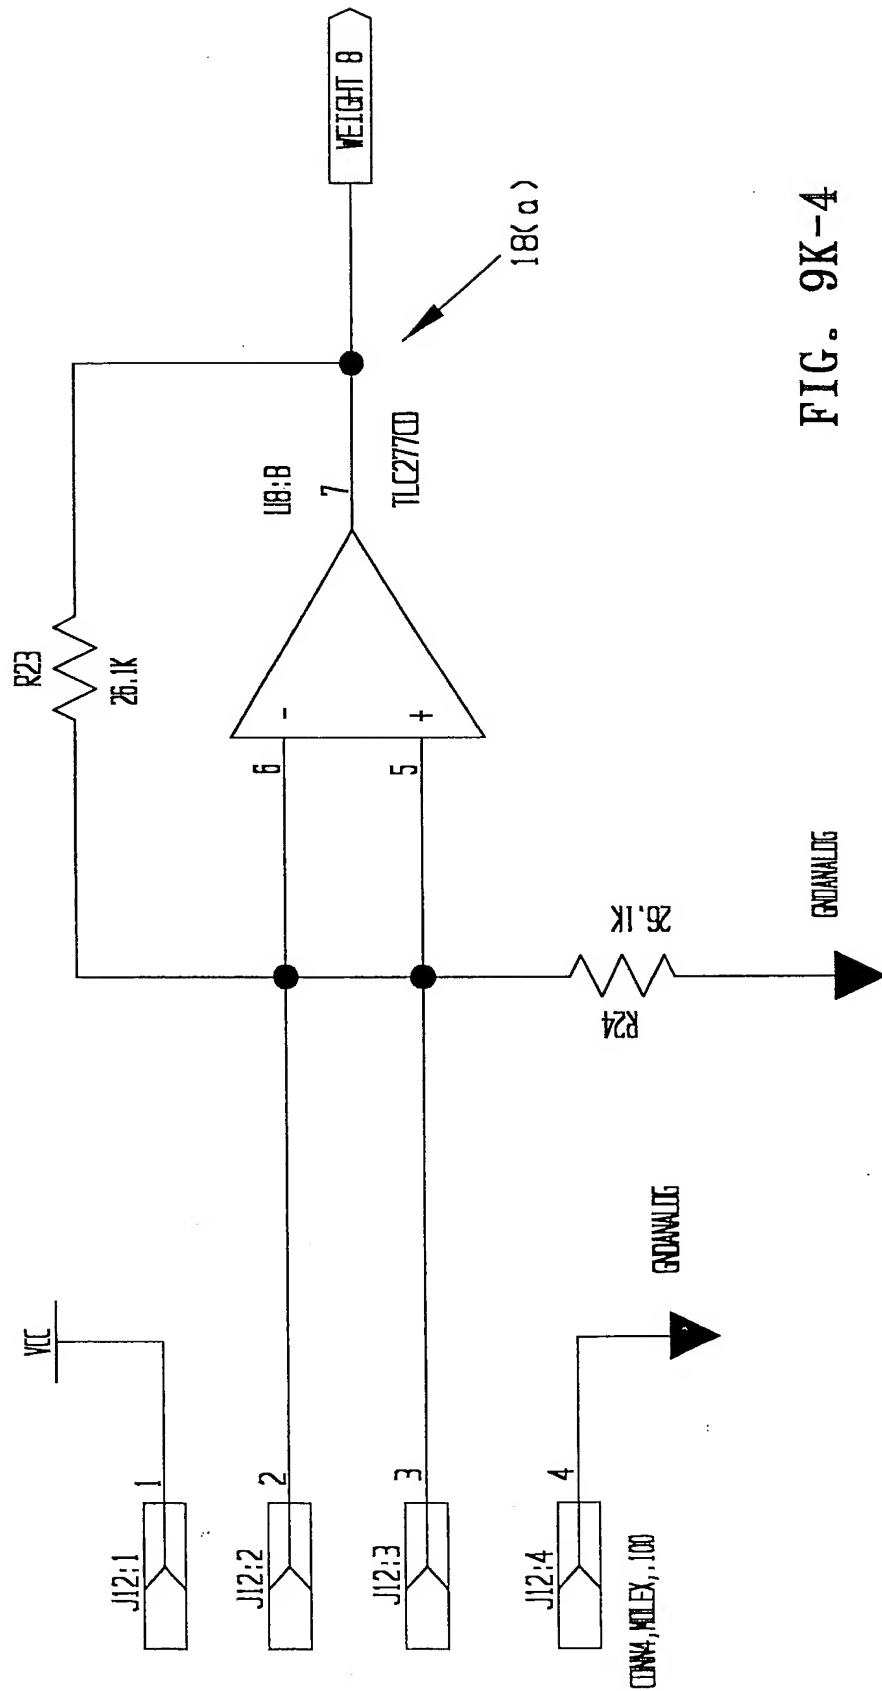 VCC
J12:1
1
J12:2
2
J12:3
3
J12:4
4
CONN4,MOLEX,.100
GNDANALOG
R23
26.1K
6
-
5
+
U8:B
7
TLC277CD
R24
26.1K
GNDANALOG
WEIGHT 8
18(a)
FIG. 9K-4